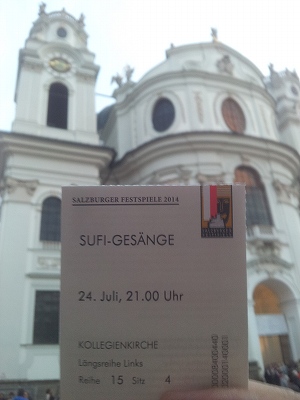 SALZBURGER FESTSPIELE 2014
SUFI-GESÄNGE
24. Juli, 21.00 Uhr
KOLLEGIENKIRCHE
Längsreihe Links
Reihe 15 Sitz 4